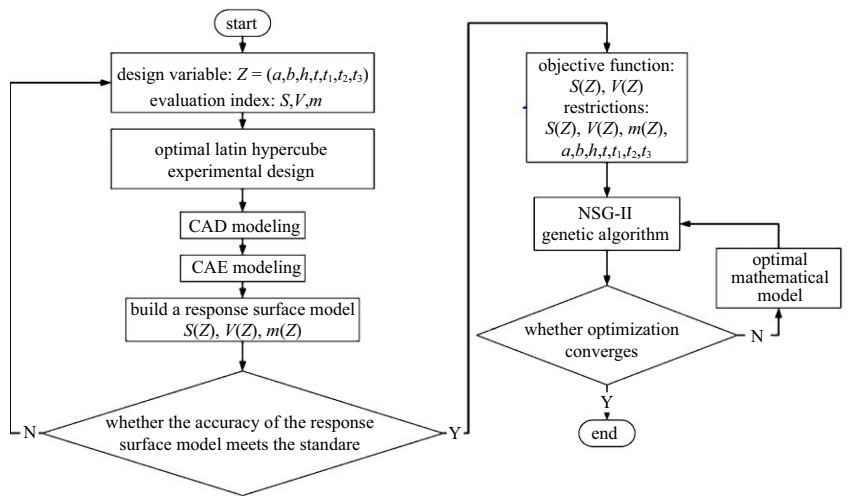 start
design variable: Z = (a,b,h,t,t₁,t₂,t₃)
evaluation index: S,V,m
optimal latin hypercube
experimental design
CAD modeling
CAE modeling
build a response surface model
S(Z), V(Z), m(Z)
whether the accuracy of the response
surface model meets the standare
N
Y
objective function:
S(Z), V(Z)
restrictions:
S(Z), V(Z), m(Z),
a,b,h,t,t₁,t₂,t₃
NSG-II
genetic algorithm
optimal
mathematical
model
whether optimization
converges
N
Y
end